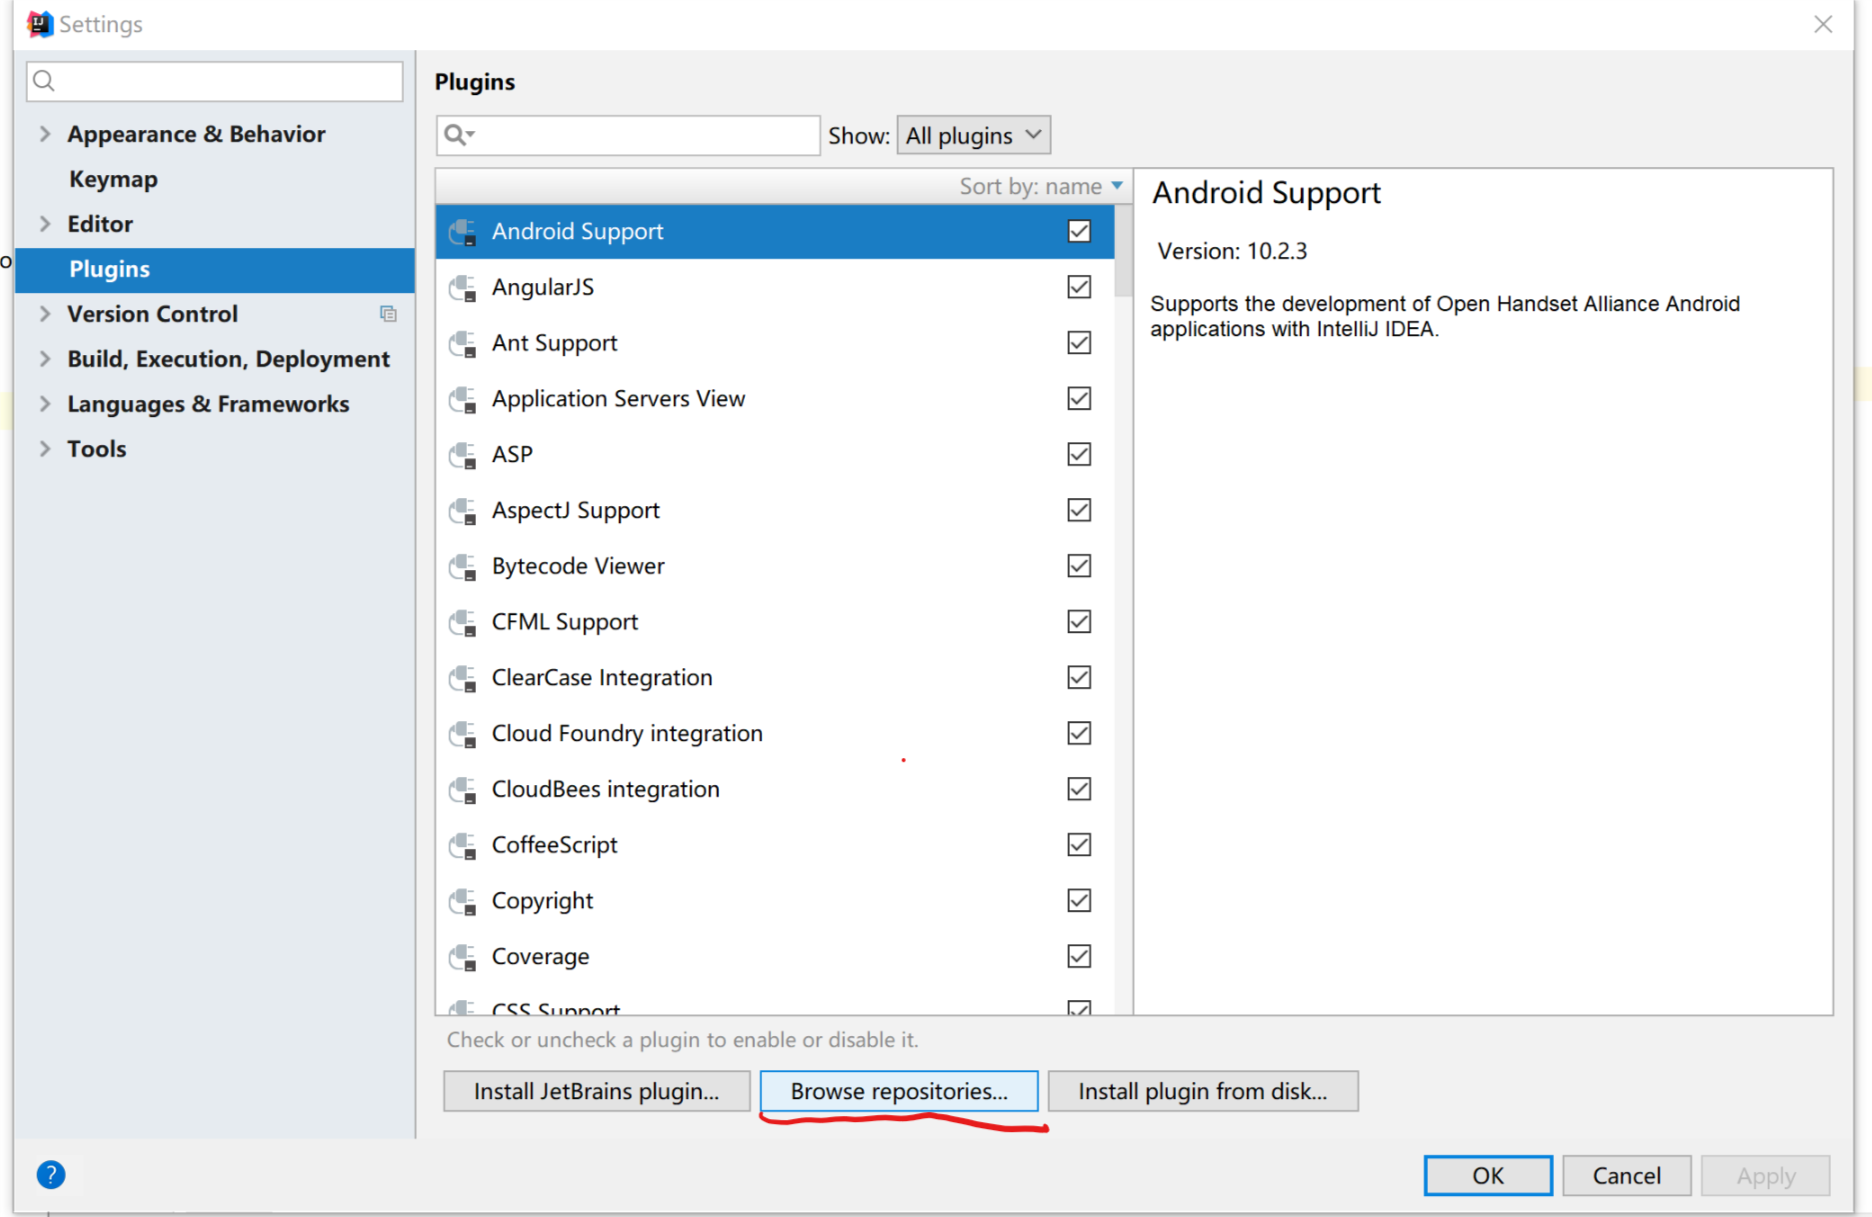 Settings
Appearance & Behavior
Keymap
Editor
Plugins
Version Control
Build, Execution, Deployment
Languages & Frameworks
Tools
Plugins
Show: All plugins
Sort by: name
Android Support
AngularJS
Ant Support
Application Servers View
ASP
AspectJ Support
Bytecode Viewer
CFML Support
ClearCase Integration
Cloud Foundry integration
CloudBees integration
CoffeeScript
Copyright
Coverage
CSS Support
Android Support
Version: 10.2.3
Supports the development of Open Handset Alliance Android
applications with IntelliJ IDEA.
Check or uncheck a plugin to enable or disable it.
Install JetBrains plugin... Browse repositories... Install plugin from disk...
? OK Cancel Apply